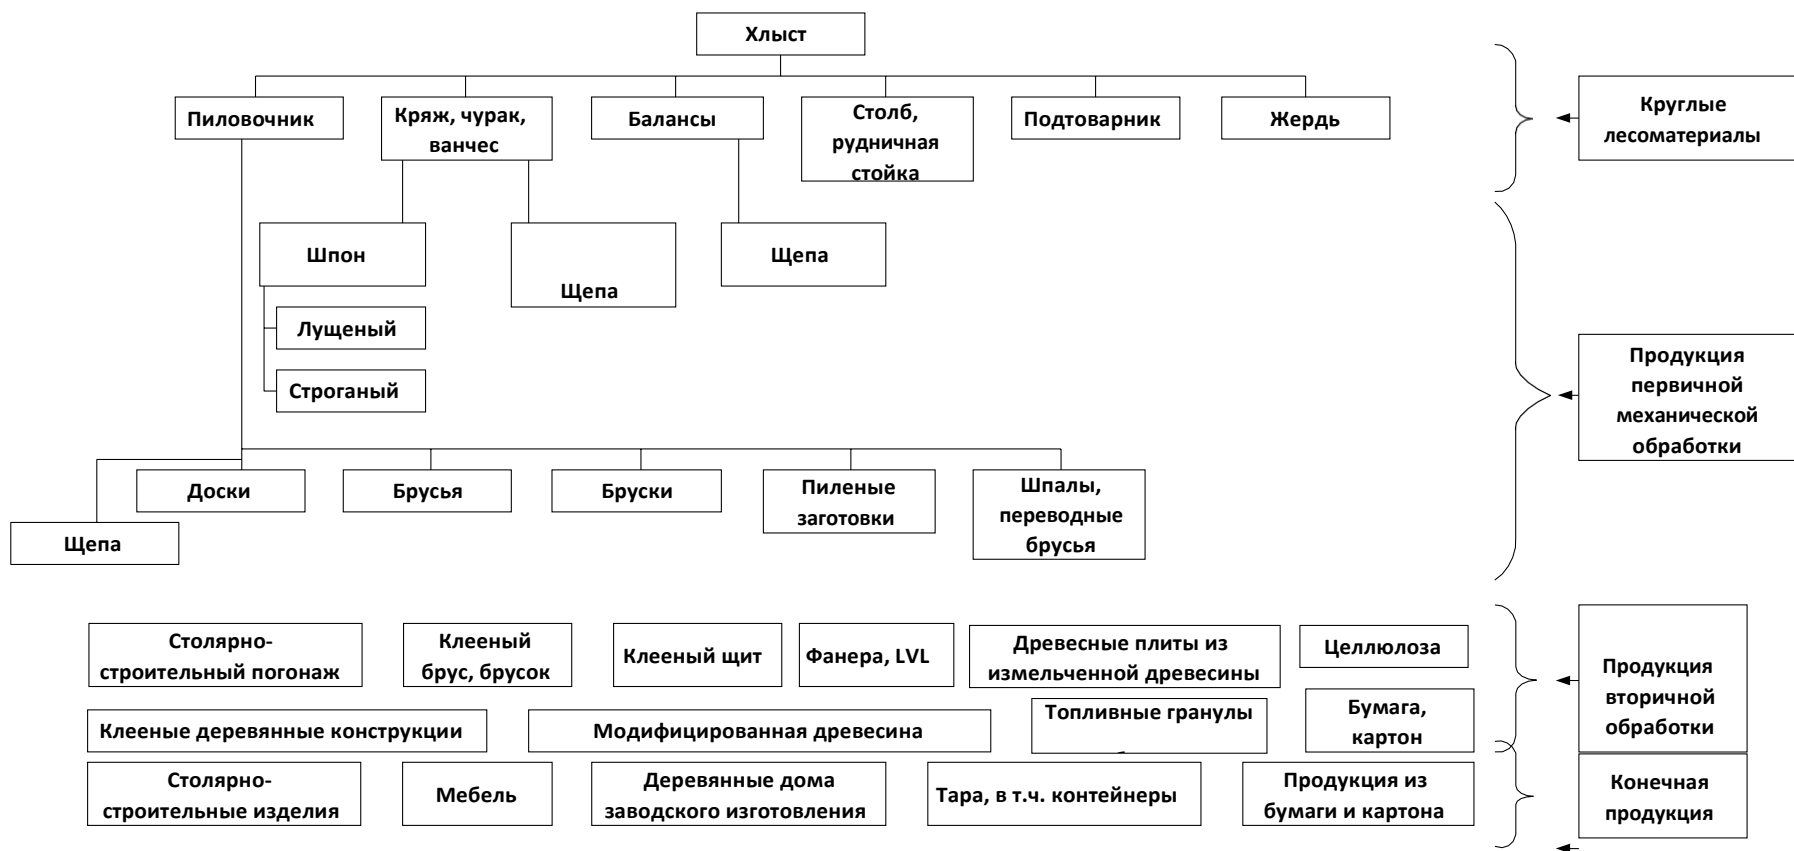 Хлыст
Пиловочник
Кряж, чурак,
ванчес
Балансы
Столб,
рудничная
стойка
Подтоварник
Жердь
Круглые
лесоматериалы
Шпон
Щепа
Щепа
Лущеный
Строганый
Продукция
первичной
механической
обработки
Доски
Брусья
Бруски
Пиленые
заготовки
Шпалы,
переводные
брусья
Щепа
Столярно-
строительный погонаж
Клееный
брус, брусок
Клееный щит
Фанера, LVL
Древесные плиты из
измельченной древесины
Целлюлоза
Продукция
вторичной
обработки
Клееные деревянные конструкции
Модифицированная древесина
Топливные гранулы
Бумага,
картон
Столярно-
строительные изделия
Мебель
Деревянные дома
заводского изготовления
Тара, в т.ч. контейнеры
Продукция из
бумаги и картона
Конечная
продукция